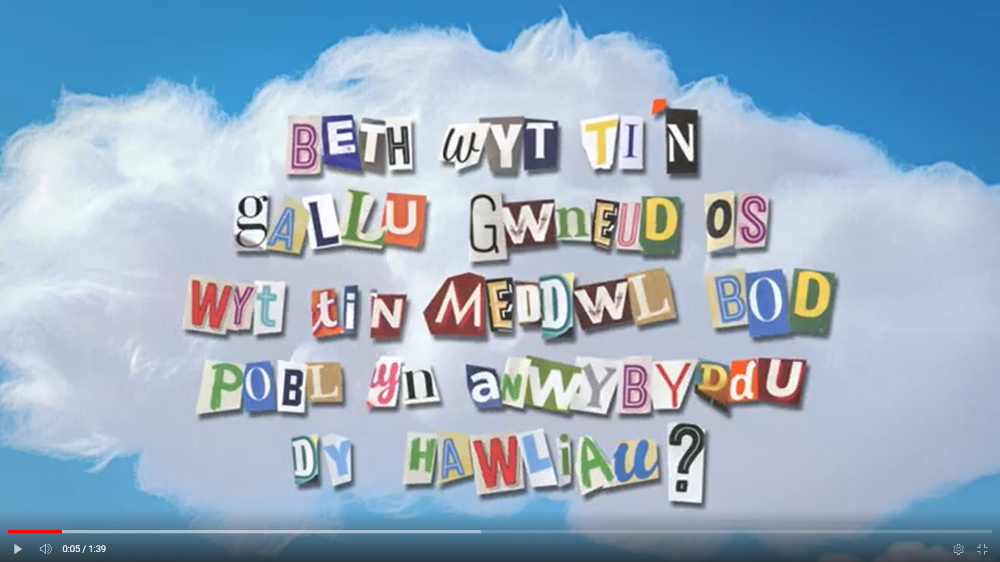 BETH wYT TI'N
gALLU GWnEUD OS
WYt ti'N MEDDWL BOD
POBL yn aNWYBYDdU
DY HAWLiAu?
0:05 / 1:39